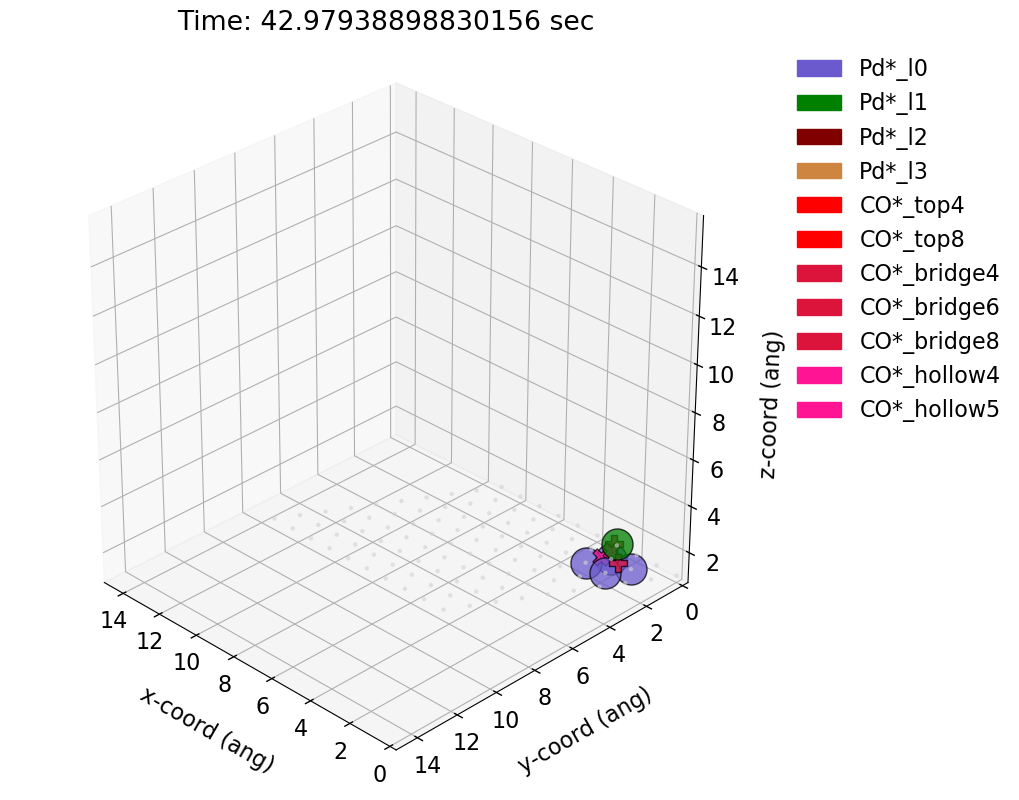 Time: 42.97938898830156 sec
Pd*_l0
Pd*_l1
Pd*_l2
Pd*_l3
CO*_top4
CO*_top8
CO*_bridge4
CO*_bridge6
CO*_bridge8
CO*_hollow4
CO*_hollow5
14
12
10
8
6
4
2
z-coord (ang)
14
12
10
8
6
4
2
0
x-coord (ang)
0
2
4
6
8
10
12
14
y-coord (ang)